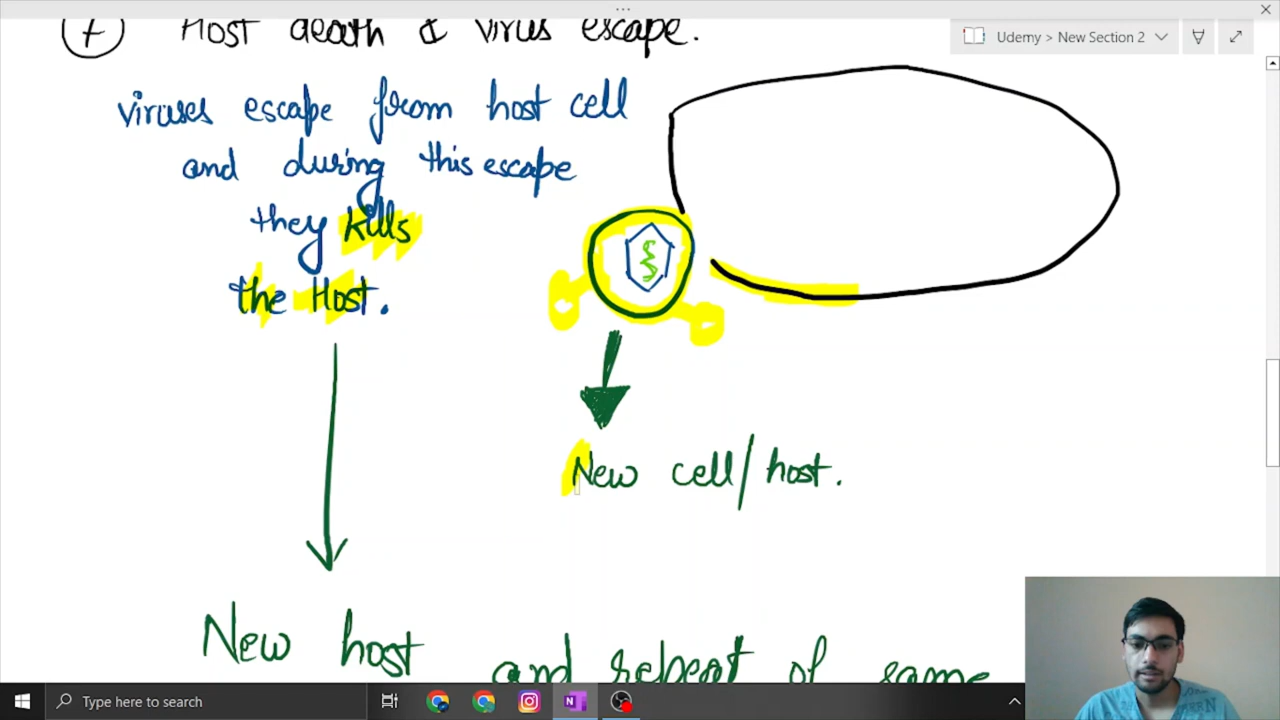 7 Host death & virus escape.
Udemy > New Section 2
viruses escape from host cell
and during this escape
they kills
the Host.
New cell/host.
New host and repeat of same
Type here to search